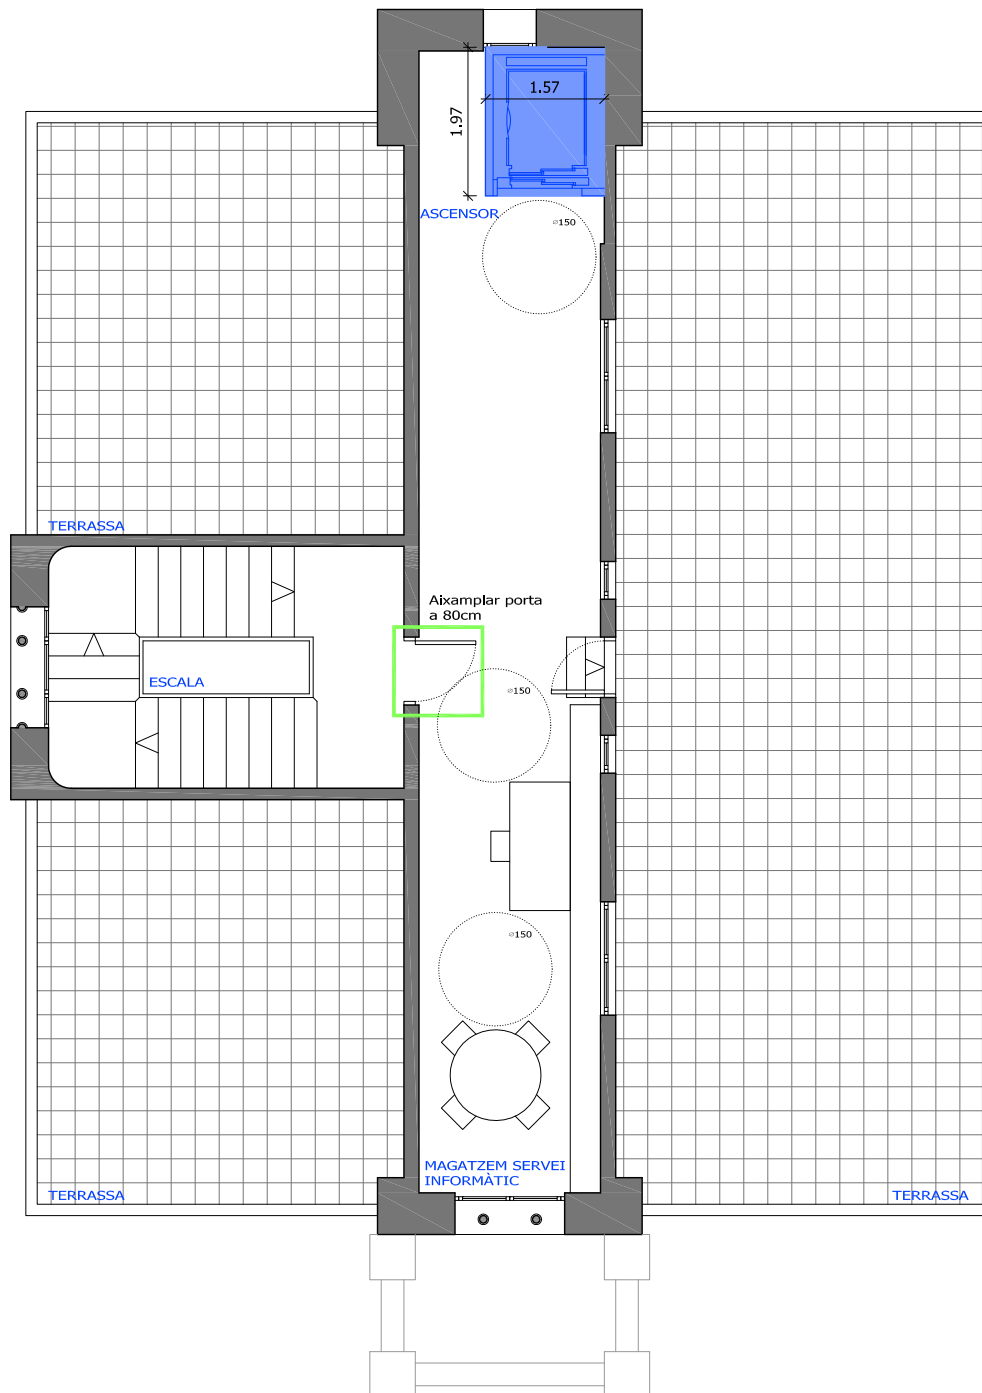 1.57
1.97
ASCENSOR
⌀150
TERRASSA
Aixamplar porta
a 80cm
ESCALA
⌀150
⌀150
MAGATZEM SERVEI
INFORMÀTIC
TERRASSA
TERRASSA